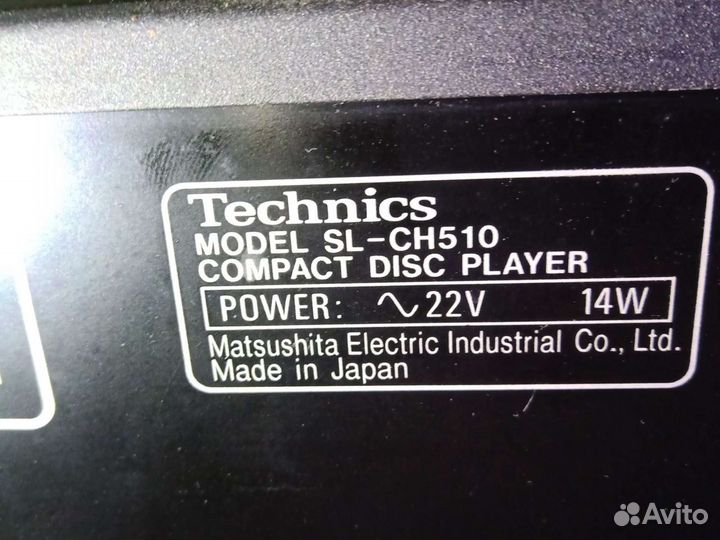 Technics
MODEL SL-CH510
COMPACT DISC PLAYER
POWER: ∿22V 14W
Matsushita Electric Industrial Co., Ltd.
Made in Japan
Avito